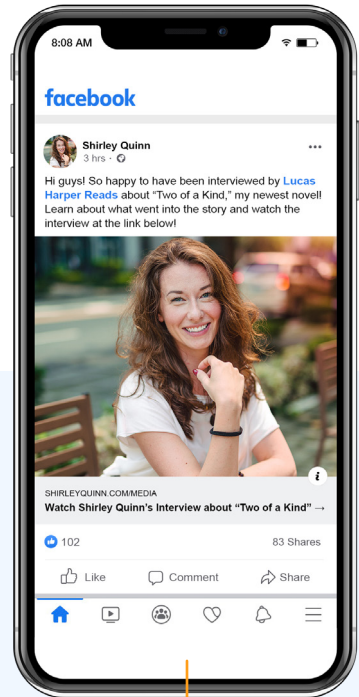 8:08 AM
facebook
Shirley Quinn
3 hrs ·
Hi guys! So happy to have been interviewed by Lucas
Harper Reads about “Two of a Kind,” my newest novel!
Learn about what went into the story and watch the
interview at the link below!
i
SHIRLEYQUINN.COM/MEDIA
Watch Shirley Quinn’s Interview about “Two of a Kind” →
102 83 Shares
Like Comment Share